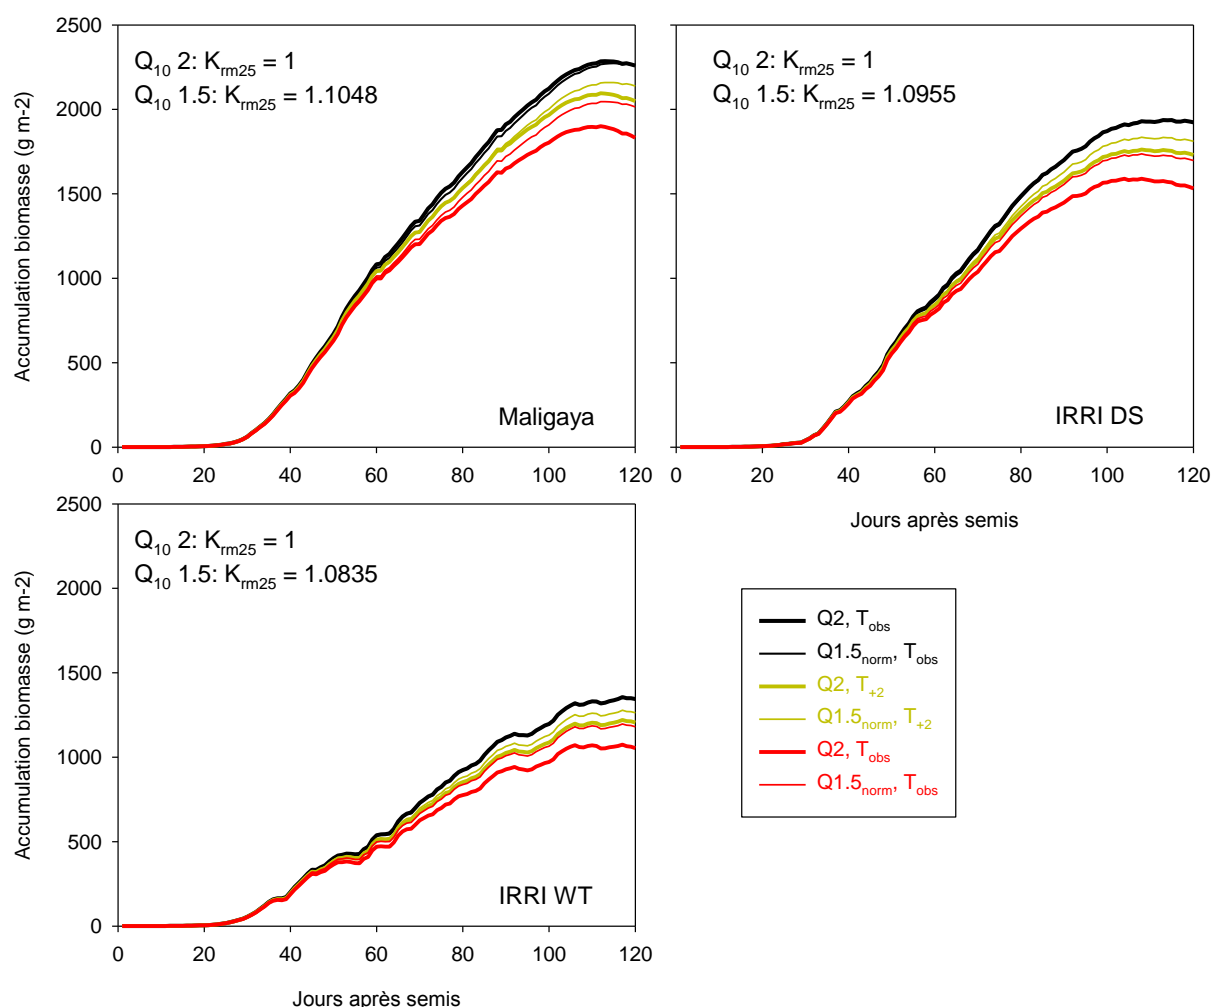 Accumulation biomasse (g m-2)
2500
2000
1500
1000
500
0
Q10 2: Krm25 = 1
Q10 1.5: Krm25 = 1.1048
Maligaya
0 20 40 60 80 100 120
Q10 2: Krm25 = 1
Q10 1.5: Krm25 = 1.0955
IRRI DS
0 20 40 60 80 100 120
Jours après semis
Accumulation biomasse (g m-2)
2500
2000
1500
1000
500
0
Q10 2: Krm25 = 1
Q10 1.5: Krm25 = 1.0835
IRRI WT
0 20 40 60 80 100 120
Jours après semis
Q2, Tobs
Q1.5norm, Tobs
Q2, T+2
Q1.5norm, T+2
Q2, Tobs
Q1.5norm, Tobs